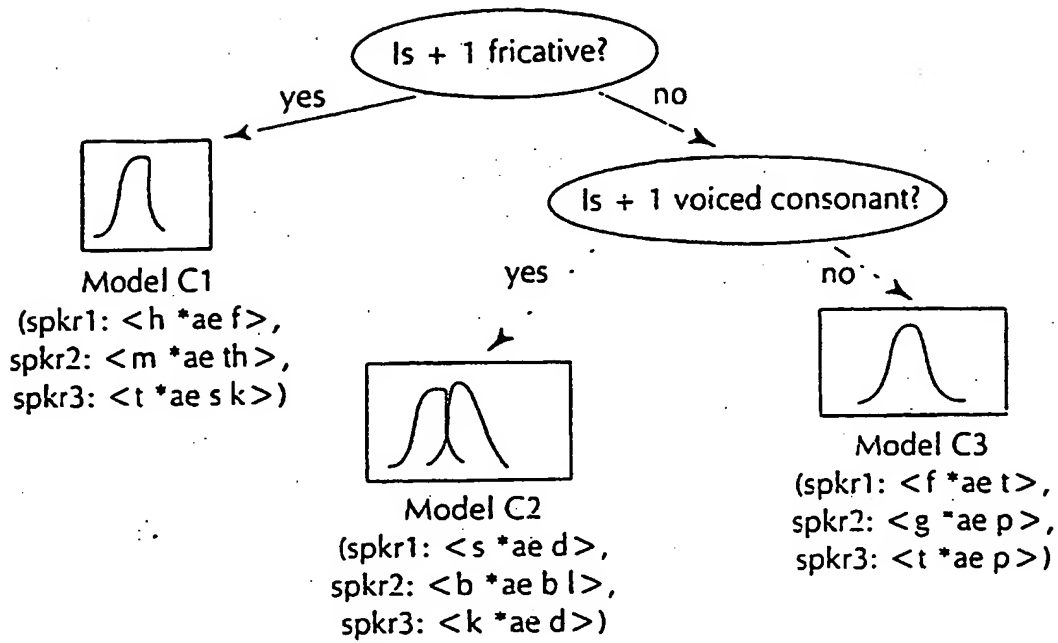 Is + 1 fricative?
yes
no
Is + 1 voiced consonant?
yes
no
Model C1
(spkr1: <h *ae f>,
spkr2: <m *ae th>,
spkr3: <t *ae s k>)
Model C2
(spkr1: <s *ae d>,
spkr2: <b *ae b l>,
spkr3: <k *ae d>)
Model C3
(spkr1: <f *ae t>,
spkr2: <g *ae p>,
spkr3: <t *ae p>)